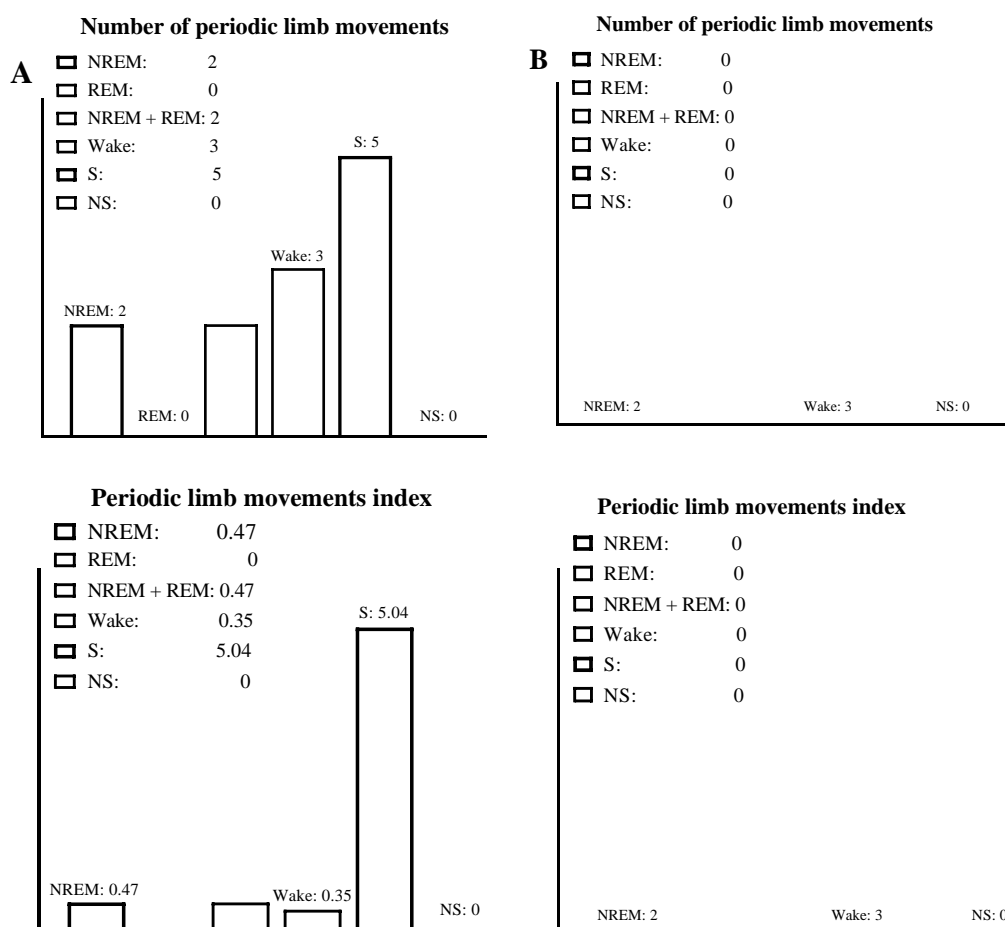 Number of periodic limb movements
A
NREM: 2
REM: 0
NREM + REM: 2
Wake: 3
S: 5
NS: 0
S: 5
Wake: 3
NREM: 2
REM: 0
NS: 0
Number of periodic limb movements
B
NREM: 0
REM: 0
NREM + REM: 0
Wake: 0
S: 0
NS: 0
NREM: 2
Wake: 3
NS: 0
Periodic limb movements index
NREM: 0.47
REM: 0
NREM + REM: 0.47
Wake: 0.35
S: 5.04
NS: 0
S: 5.04
NREM: 0.47
Wake: 0.35
NS: 0
Periodic limb movements index
NREM: 0
REM: 0
NREM + REM: 0
Wake: 0
S: 0
NS: 0
NREM: 2
Wake: 3
NS: 0